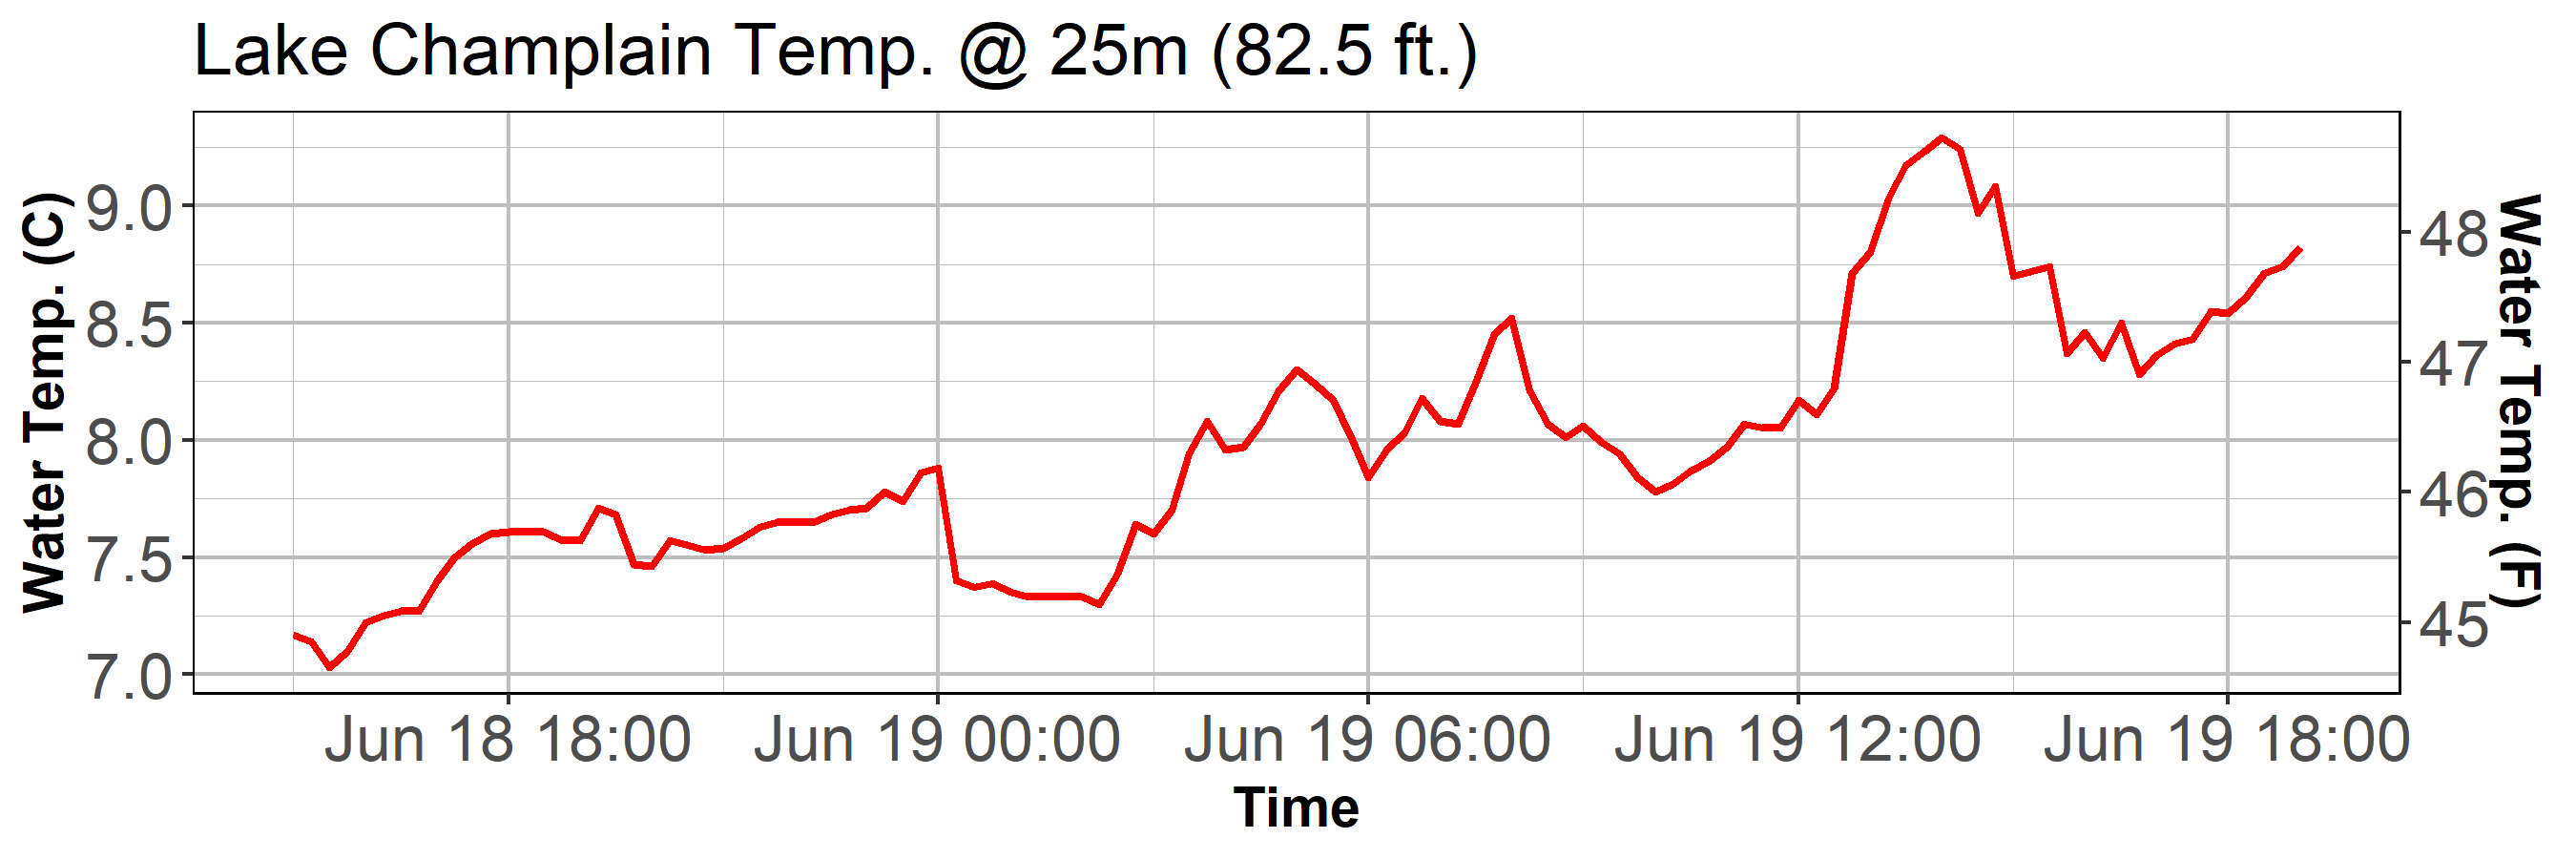 Lake Champlain Temp. @ 25m (82.5 ft.)
Water Temp. (C)
9.0
8.5
8.0
7.5
7.0
48
47
46
45
Water Temp. (F)
Jun 18 18:00
Jun 19 00:00
Jun 19 06:00
Jun 19 12:00
Jun 19 18:00
Time